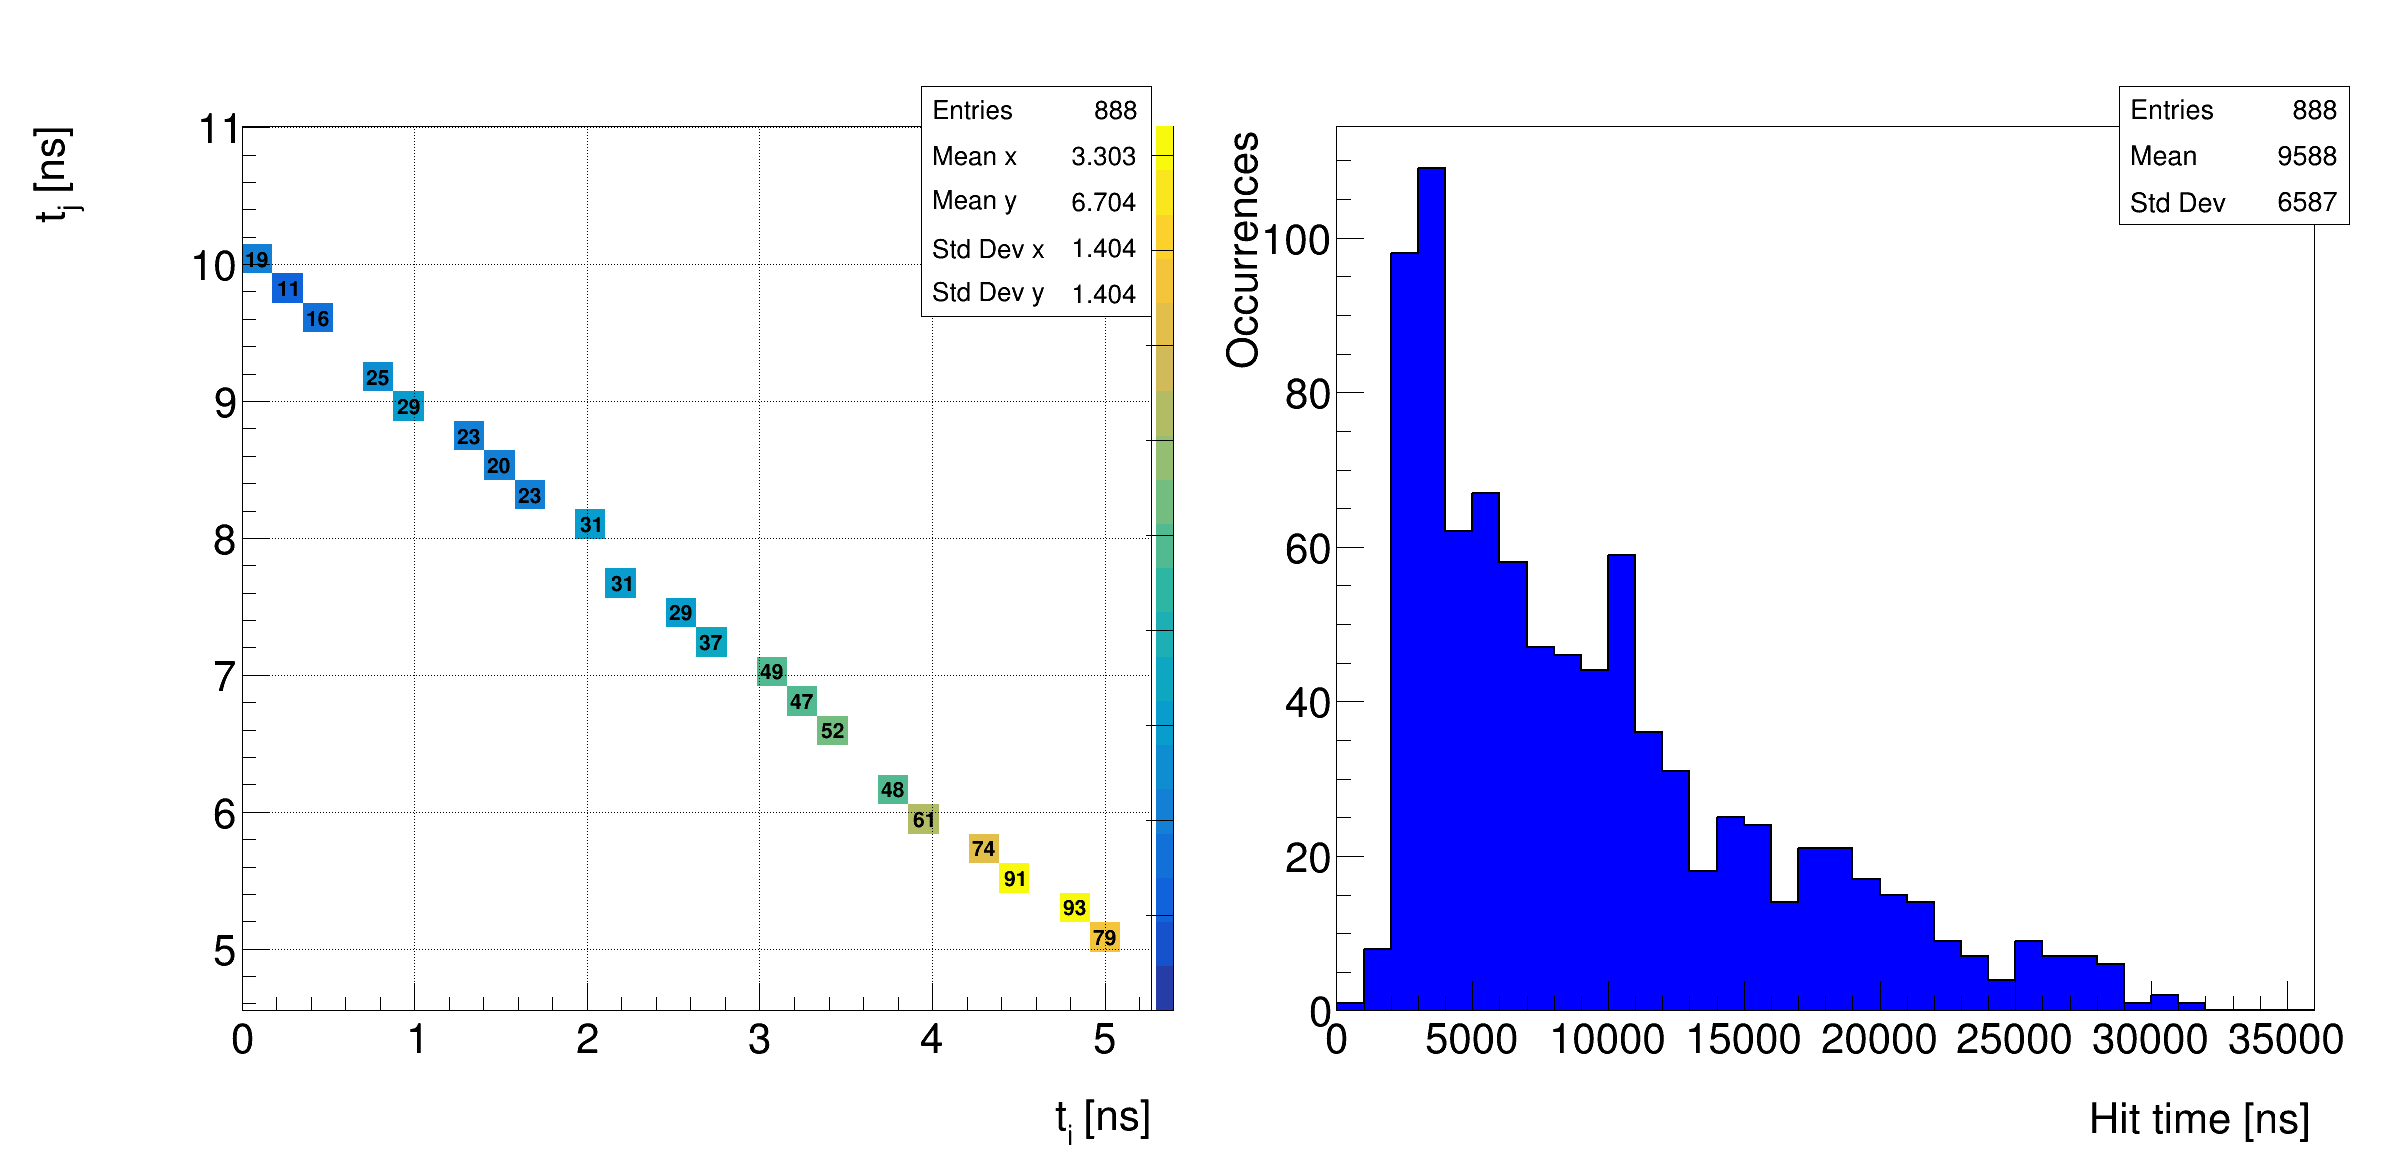 Entries 888
Mean x 3.303
Mean y 6.704
Std Dev x 1.404
Std Dev y 1.404
t_j [ns]
11
10
9
8
7
6
5
19
11
16
25
29
23
20
23
31
31
29
37
49
47
52
48
61
74
91
93
79
0 1 2 3 4 5
t_i [ns]
Entries 888
Mean 9588
Std Dev 6587
Occurrences
100
80
60
40
20
0
0 5000 10000 15000 20000 25000 30000 35000
Hit time [ns]